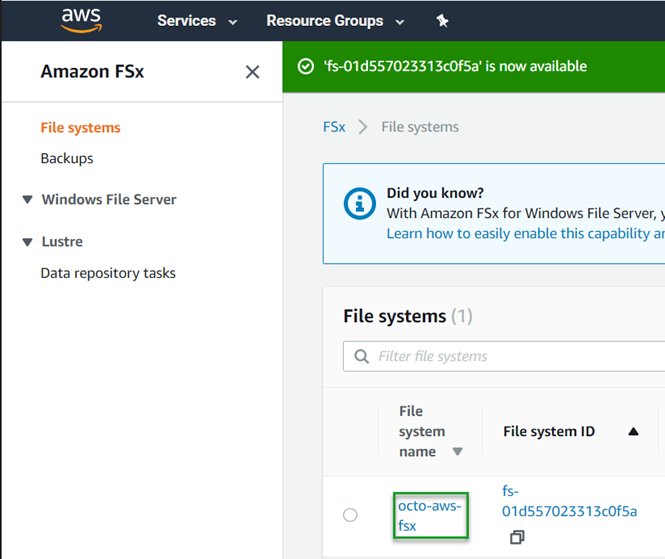 aws
Services
Resource Groups
Amazon FSx
'fs-01d557023313c0f5a' is now available
File systems
Backups
Windows File Server
Lustre
Data repository tasks
FSx
File systems
Did you know?
With Amazon FSx for Windows File Server,
Learn how to easily enable this capability
File systems (1)
Filter file systems
File
system
name
File system ID
octo-aws-
fsx
fs-
01d557023313c0f5a